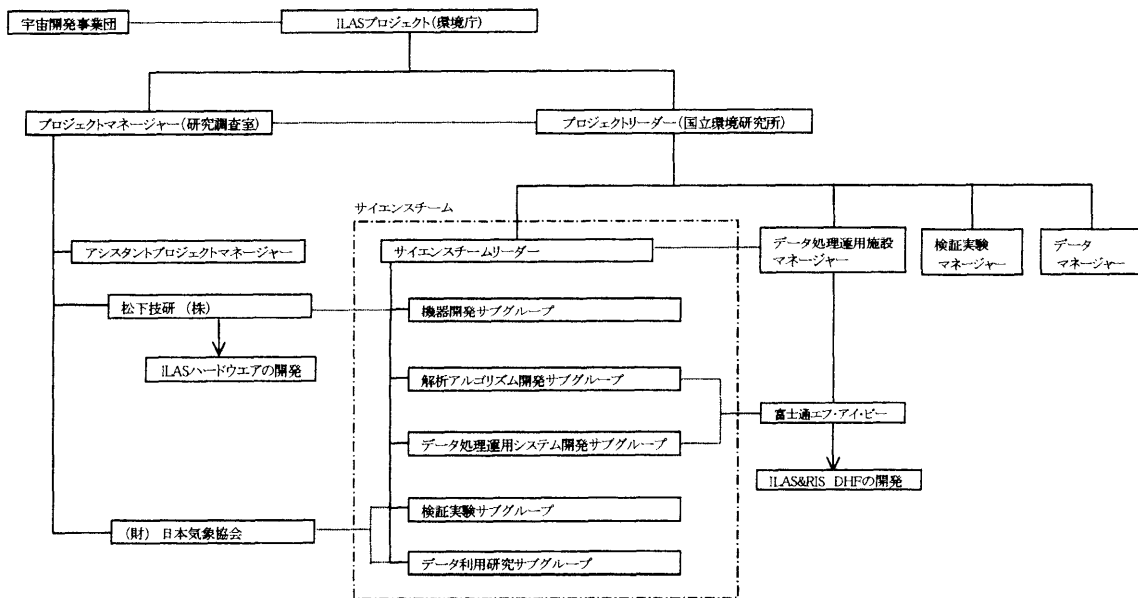 宇宙開発事業団
ILASプロジェクト(環境庁)
プロジェクトマネージャー(研究調査室)
プロジェクトリーダー(国立環境研究所)
サイエンスチーム
アシスタントプロジェクトマネージャー
サイエンスチームリーダー
データ処理運用施設
マネージャー
検証実験
マネージャー
データ
マネージャー
松下技研 (株)
機器開発サブグループ
ILASハードウエアの開発
解析アルゴリズム開発サブグループ
富士通エフ・アイ・ピー
データ処理運用システム開発サブグループ
ILAS&RIS DHFの開発
検証実験サブグループ
(財) 日本気象協会
データ利用研究サブグループ